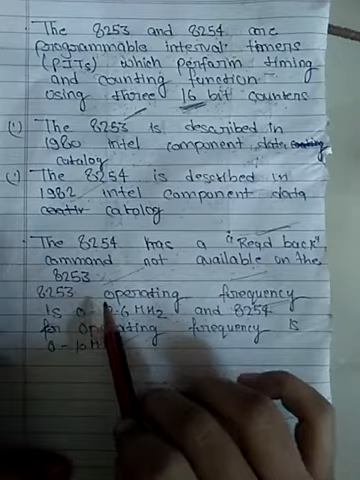 The 8253 and 8254 are
programmable interval timers
(PITs) which perform timing
and counting function
using three 16 bit counters
(i) The 8253 is described in
1980 intel component data
catalog
(i) The 8254 is described in
1982 intel component data
catalog
The 8254 has a "Read back"
command not available on the
8253
8253 operating frequency
is 0-2.6 MHz and 8254
for operating frequency is
0-10M